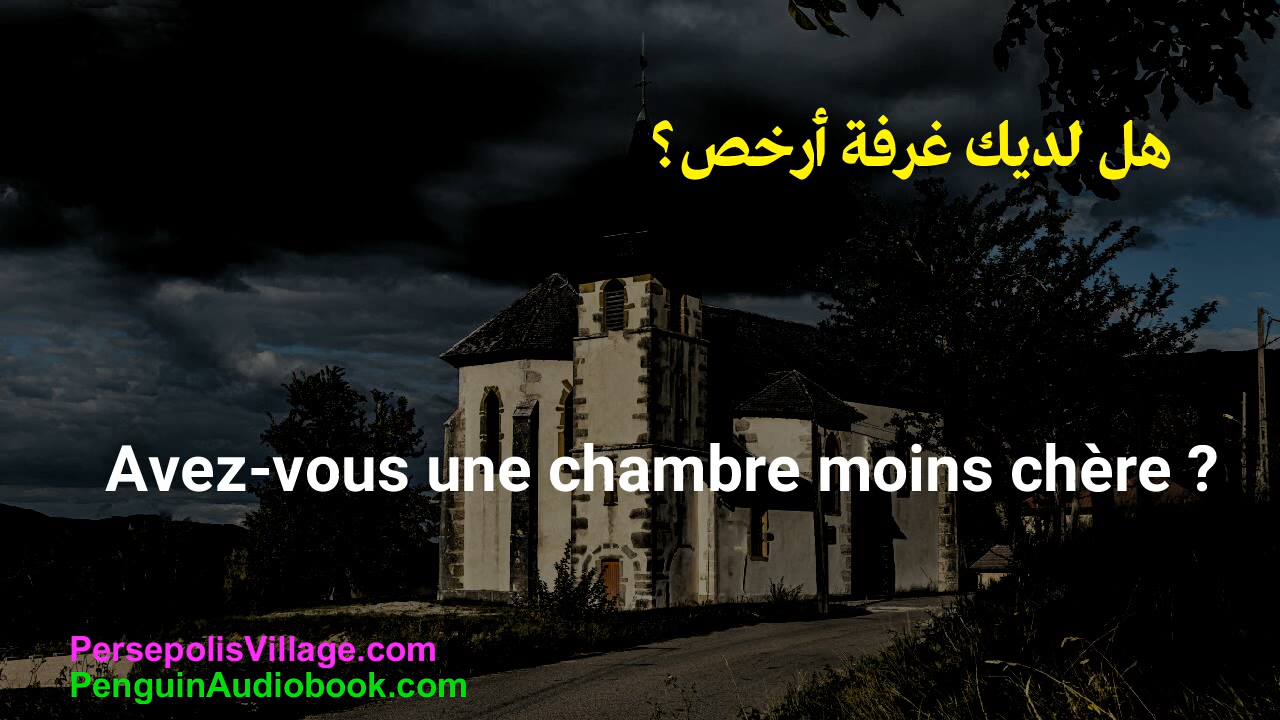 هل لديك غرفة أرخص؟
Avez-vous une chambre moins chère ?
PersepolisVillage.com
PenguinAudiobook.com